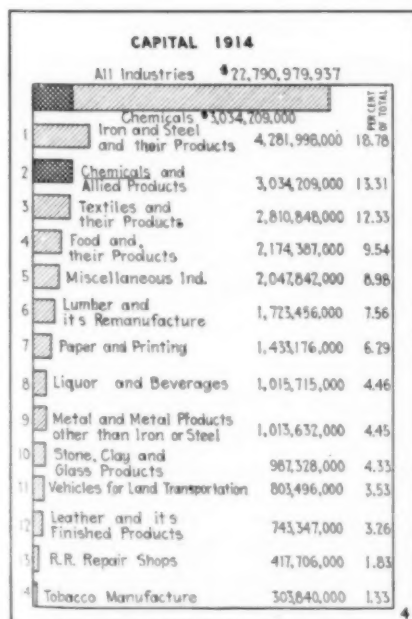 CAPITAL 1914
All Industries $22,790,979,937
PER CENT OF TOTAL
Chemicals $3,034,209,000
1 Iron and Steel
and their Products 4,281,998,000 18.78
2 Chemicals and
Allied Products 3,034,209,000 13.31
3 Textiles and
their Products 2,810,848,000 12.33
4 Food and,
their Products 2,174,387,000 9.54
5 Miscellaneous Ind. 2,047,842,000 8.98
6 Lumber and
it's Remanufacture 1,723,456,000 7.56
7 Paper and Printing 1,433,176,000 6.29
8 Liquor and Beverages 1,015,715,000 4.46
9 Metal and Metal Products
other than Iron or Steel 1,013,632,000 4.45
10 Stone, Clay and
Glass Products 987,328,000 4.33
11 Vehicles for Land Transportation 803,496,000 3.53
12 Leather and it's
Finished Products 743,347,000 3.26
13 R.R. Repair Shops 417,706,000 1.83
14 Tobacco Manufacture 303,840,000 1.33
4